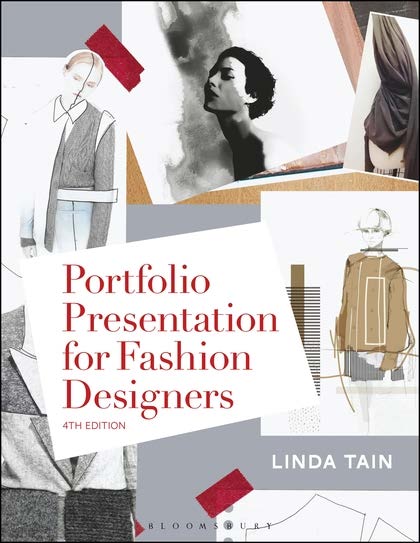 Portfolio
Presentation
for Fashion
Designers
4TH EDITION
LINDA TAIN
BLOOMSBURY